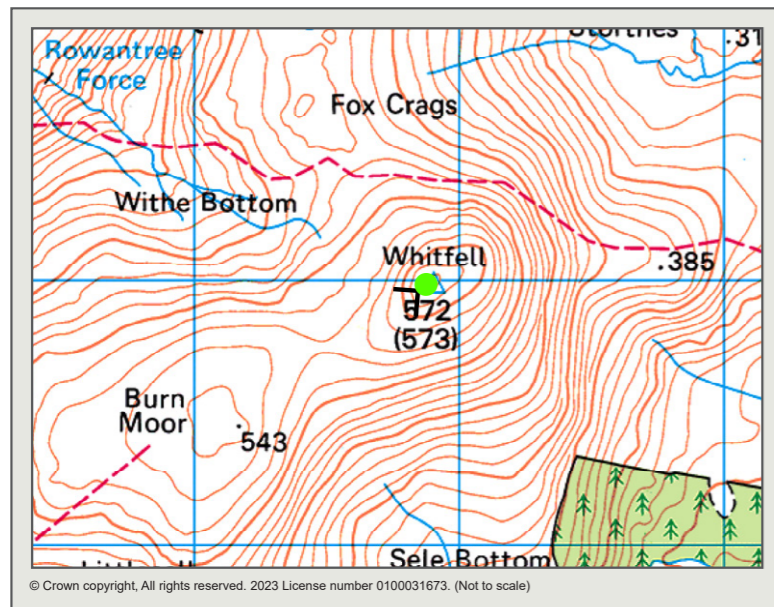 Rowantree
Force
.31
Fox Crags
Withe Bottom
Whitfell
.385
572
(573)
Burn
Moor
543
Sele Bottom
© Crown copyright, All rights reserved. 2023 License number 0100031673. (Not to scale)